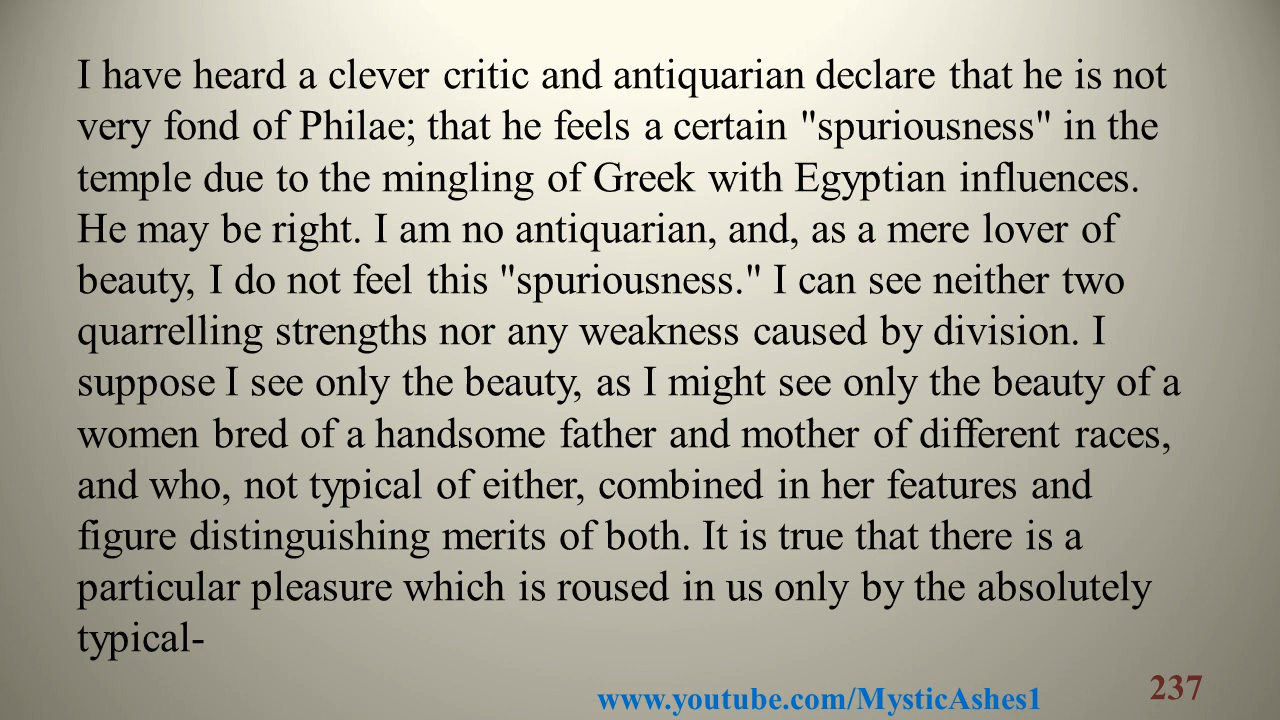 I have heard a clever critic and antiquarian declare that he is not
very fond of Philae; that he feels a certain "spuriousness" in the
temple due to the mingling of Greek with Egyptian influences.
He may be right. I am no antiquarian, and, as a mere lover of
beauty, I do not feel this "spuriousness." I can see neither two
quarrelling strengths nor any weakness caused by division. I
suppose I see only the beauty, as I might see only the beauty of a
women bred of a handsome father and mother of different races,
and who, not typical of either, combined in her features and
figure distinguishing merits of both. It is true that there is a
particular pleasure which is roused in us only by the absolutely
typical-
www.youtube.com/MysticAshes1
237